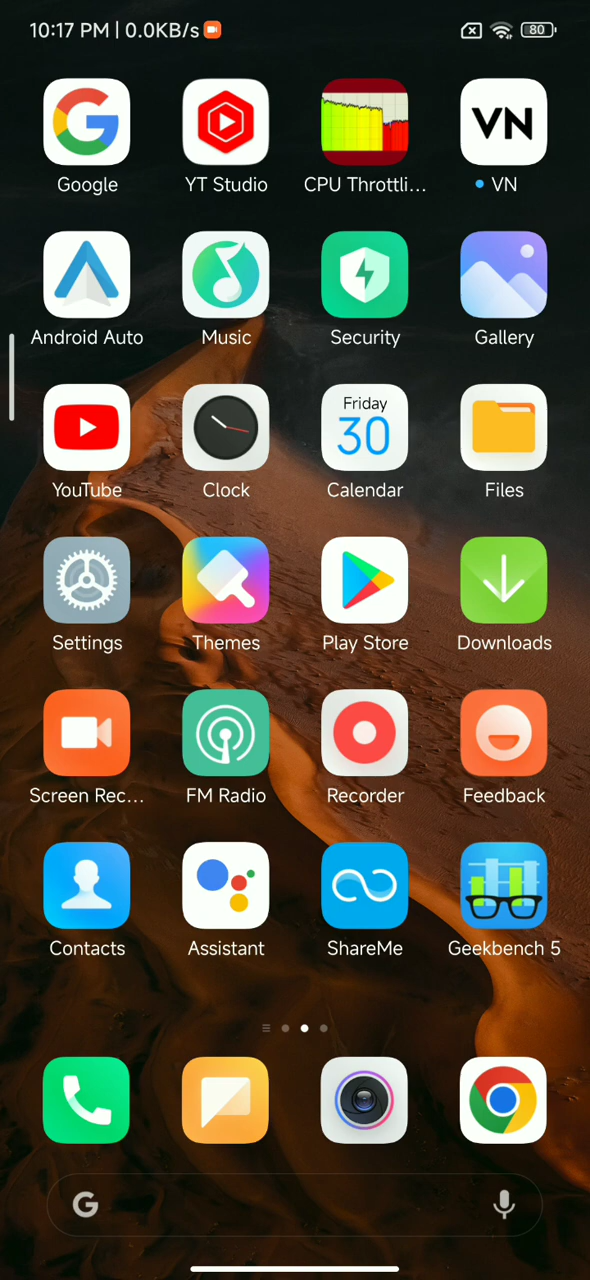 10:17 PM | 0.0KB/s 80
Google YT Studio CPU Throttli... VN
VN
Android Auto Music Security Gallery
Friday
30
YouTube Clock Calendar Files
Settings Themes Play Store Downloads
Screen Rec... FM Radio Recorder Feedback
Contacts Assistant ShareMe Geekbench 5
G